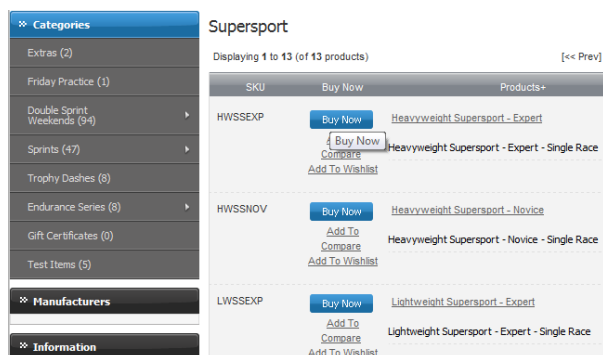 » Categories
Extras (2)
Friday Practice (1)
Double Sprint
Weekends (94)
Sprints (47)
Trophy Dashes (8)
Endurance Series (8)
Gift Certificates (0)
Test Items (5)
» Manufacturers
» Information
Supersport
Displaying 1 to 13 (of 13 products) [<< Prev]
SKU Buy Now Products+
HWSSEXP Buy Now Heavyweight Supersport - Expert
Buy Now Heavyweight Supersport - Expert - Single Race
Compare
Add To Wishlist
HWSSNOV Buy Now Heavyweight Supersport - Novice
Add To
Compare Heavyweight Supersport - Novice - Single Race
Add To Wishlist
LWSSEXP Buy Now Lightweight Supersport - Expert
Add To
Compare Lightweight Supersport - Expert - Single Race
Add To Wishlist